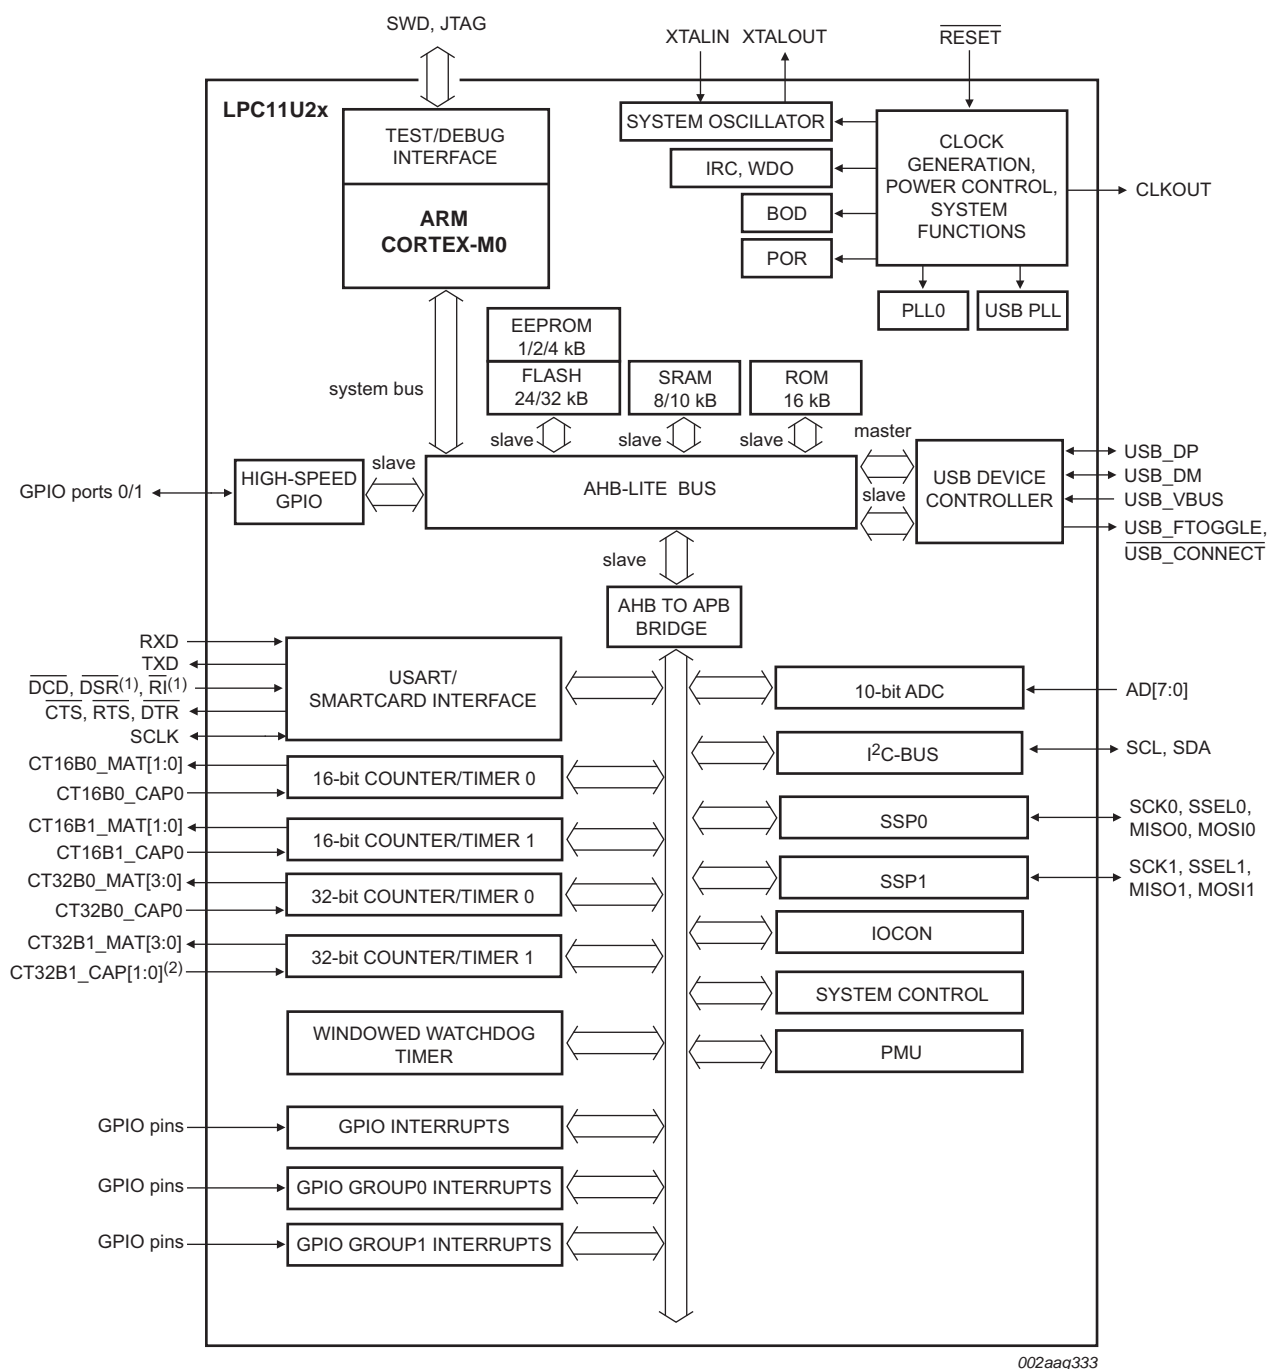 SWD, JTAG
XTALIN XTALOUT
RESET
LPC11U2x
TEST/DEBUG
INTERFACE
ARM
CORTEX-M0
SYSTEM OSCILLATOR
IRC, WDO
BOD
POR
CLOCK
GENERATION,
POWER CONTROL,
SYSTEM
FUNCTIONS
CLKOUT
PLL0
USB PLL
system bus
EEPROM
1/2/4 kB
FLASH
24/32 kB
SRAM
8/10 kB
ROM
16 kB
slave
slave
slave
master
slave
slave
GPIO ports 0/1
HIGH-SPEED
GPIO
AHB-LITE BUS
USB DEVICE
CONTROLLER
USB_DP
USB_DM
USB_VBUS
USB_FTOGGLE,
USB_CONNECT
slave
AHB TO APB
BRIDGE
RXD
TXD
DCD, DSR(1), RI(1)
CTS, RTS, DTR
SCLK
USART/
SMARTCARD INTERFACE
CT16B0_MAT[1:0]
CT16B0_CAP0
16-bit COUNTER/TIMER 0
CT16B1_MAT[1:0]
CT16B1_CAP0
16-bit COUNTER/TIMER 1
CT32B0_MAT[3:0]
CT32B0_CAP0
32-bit COUNTER/TIMER 0
CT32B1_MAT[3:0]
CT32B1_CAP[1:0](2)
32-bit COUNTER/TIMER 1
WINDOWED WATCHDOG
TIMER
GPIO pins
GPIO INTERRUPTS
GPIO pins
GPIO GROUP0 INTERRUPTS
GPIO pins
GPIO GROUP1 INTERRUPTS
10-bit ADC
AD[7:0]
I2C-BUS
SCL, SDA
SSP0
SCK0, SSEL0,
MISO0, MOSI0
SSP1
SCK1, SSEL1,
MISO1, MOSI1
IOCON
SYSTEM CONTROL
PMU
002aag333